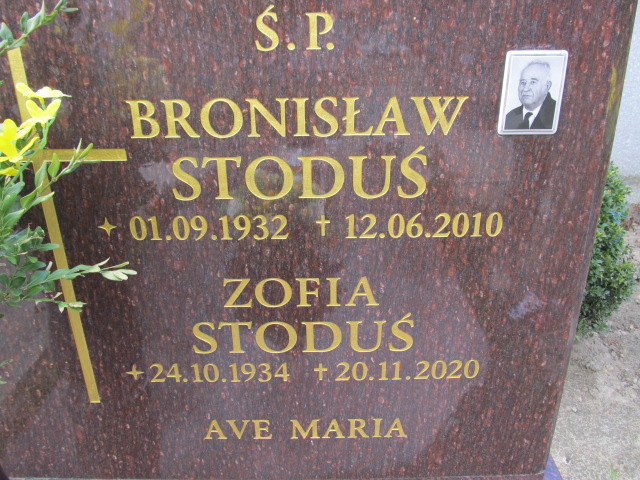 Ś.P.
BRONISŁAW
STODUŚ
✦ 01.09.1932 ✝ 12.06.2010
ZOFIA
STODUŚ
✦ 24.10.1934 ✝ 20.11.2020
AVE MARIA